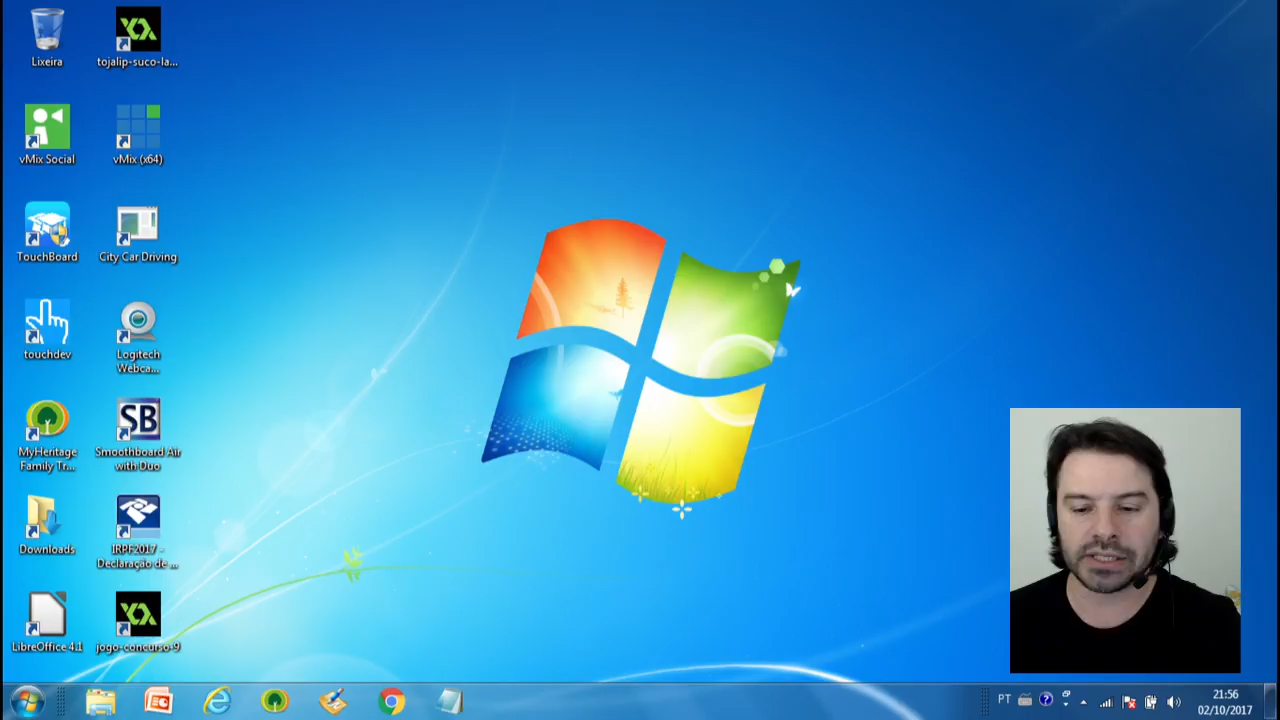 Lixeira
tojalip-suco-la...
vMix Social
vMix (x64)
TouchBoard
City Car Driving
touchdev
Logitech
Webca...
MyHeritage
Family Tr...
SB
Smoothboard Air
with Duo
Downloads
IRPF2017 -
Declaração de ...
LibreOffice 4.1
jogo-concurso-9
PT
21:56
02/10/2017